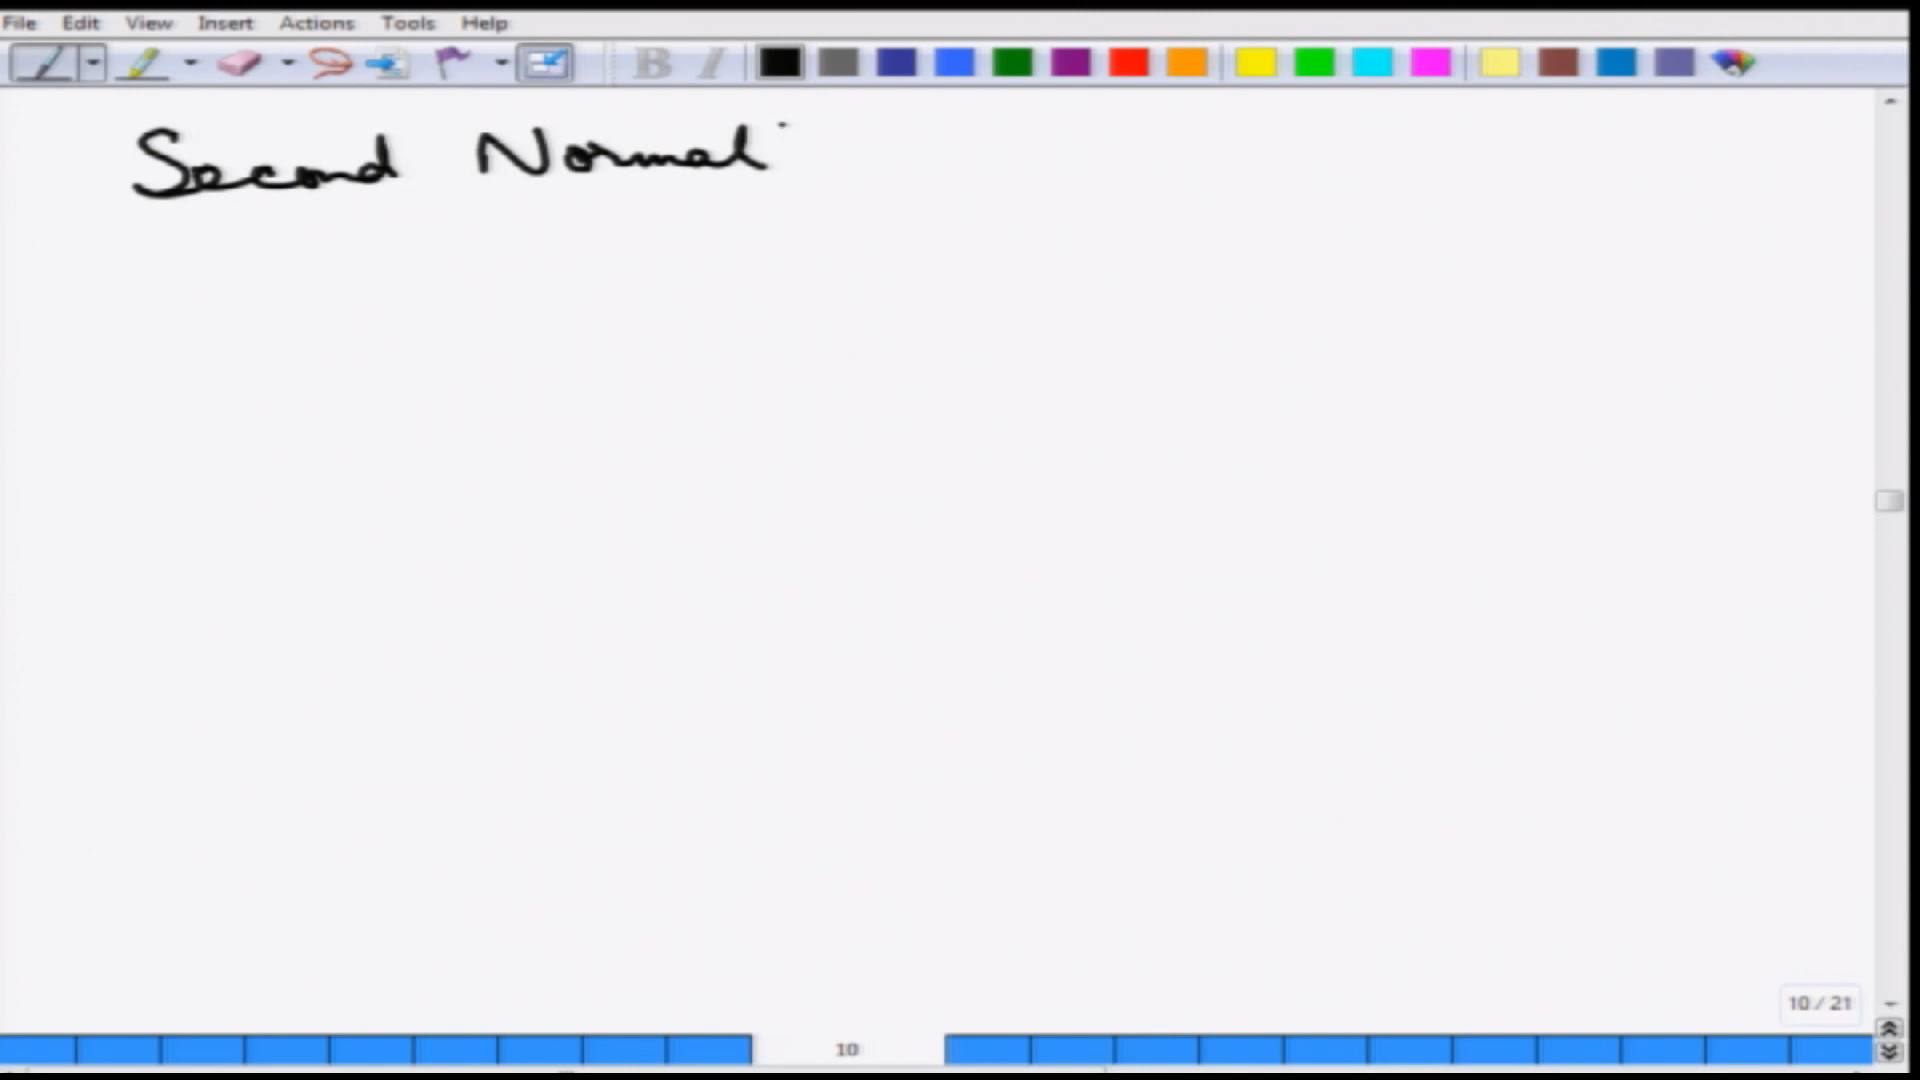 File Edit View Insert Actions Tools Help
B I
Second Normal
10 / 21
10